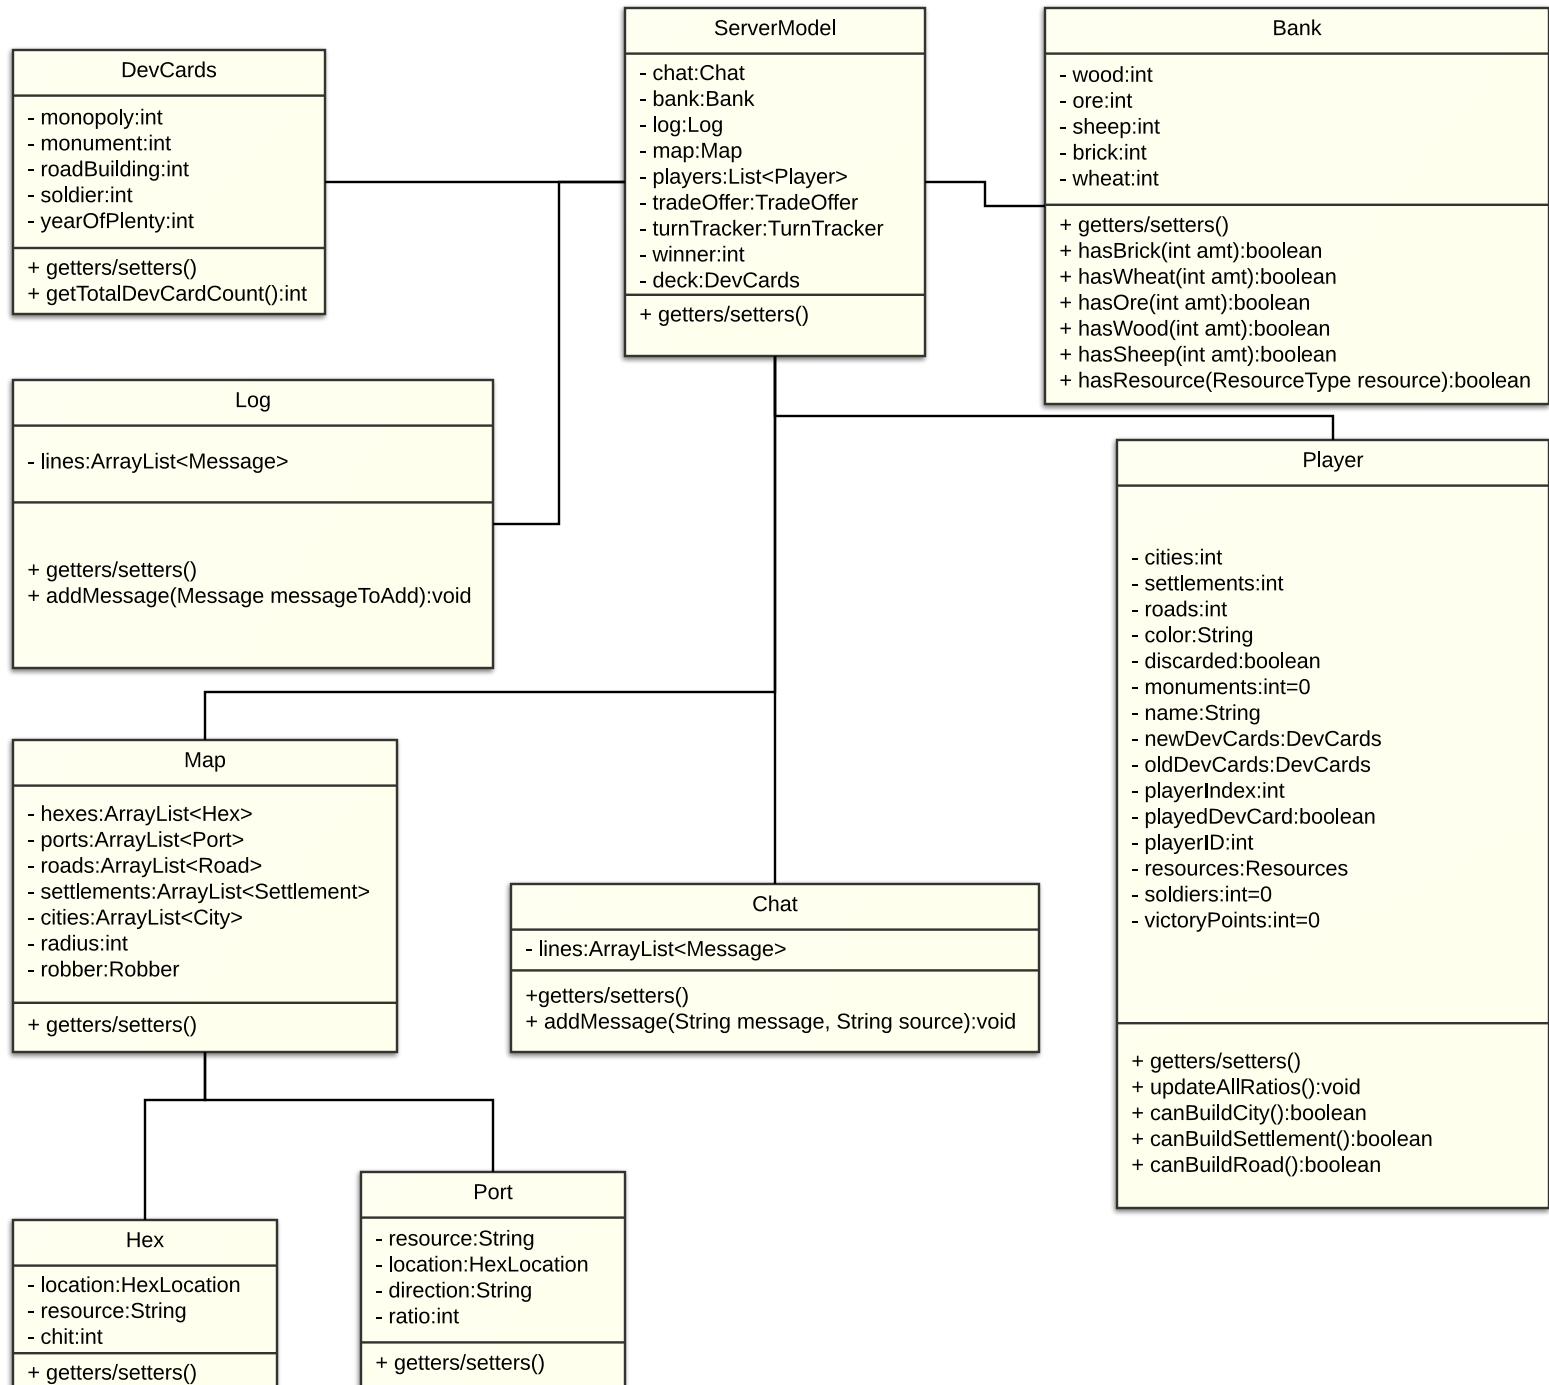 DevCards
- monopoly:int
- monument:int
- roadBuilding:int
- soldier:int
- yearOfPlenty:int
+ getters/setters()
+ getTotalDevCardCount():int
ServerModel
- chat:Chat
- bank:Bank
- log:Log
- map:Map
- players:List<Player>
- tradeOffer:TradeOffer
- turnTracker:TurnTracker
- winner:int
- deck:DevCards
+ getters/setters()
Bank
- wood:int
- ore:int
- sheep:int
- brick:int
- wheat:int
+ getters/setters()
+ hasBrick(int amt):boolean
+ hasWheat(int amt):boolean
+ hasOre(int amt):boolean
+ hasWood(int amt):boolean
+ hasSheep(int amt):boolean
+ hasResource(ResourceType resource):boolean
Log
- lines:ArrayList<Message>
+ getters/setters()
+ addMessage(Message messageToAdd):void
Player
- cities:int
- settlements:int
- roads:int
- color:String
- discarded:boolean
- monuments:int=0
- name:String
- newDevCards:DevCards
- oldDevCards:DevCards
- playerIndex:int
- playedDevCard:boolean
- playerID:int
- resources:Resources
- soldiers:int=0
- victoryPoints:int=0
+ getters/setters()
+ updateAllRatios():void
+ canBuildCity():boolean
+ canBuildSettlement():boolean
+ canBuildRoad():boolean
Map
- hexes:ArrayList<Hex>
- ports:ArrayList<Port>
- roads:ArrayList<Road>
- settlements:ArrayList<Settlement>
- cities:ArrayList<City>
- radius:int
- robber:Robber
+ getters/setters()
Chat
- lines:ArrayList<Message>
+getters/setters()
+ addMessage(String message, String source):void
Hex
- location:HexLocation
- resource:String
- chit:int
+ getters/setters()
Port
- resource:String
- location:HexLocation
- direction:String
- ratio:int
+ getters/setters()